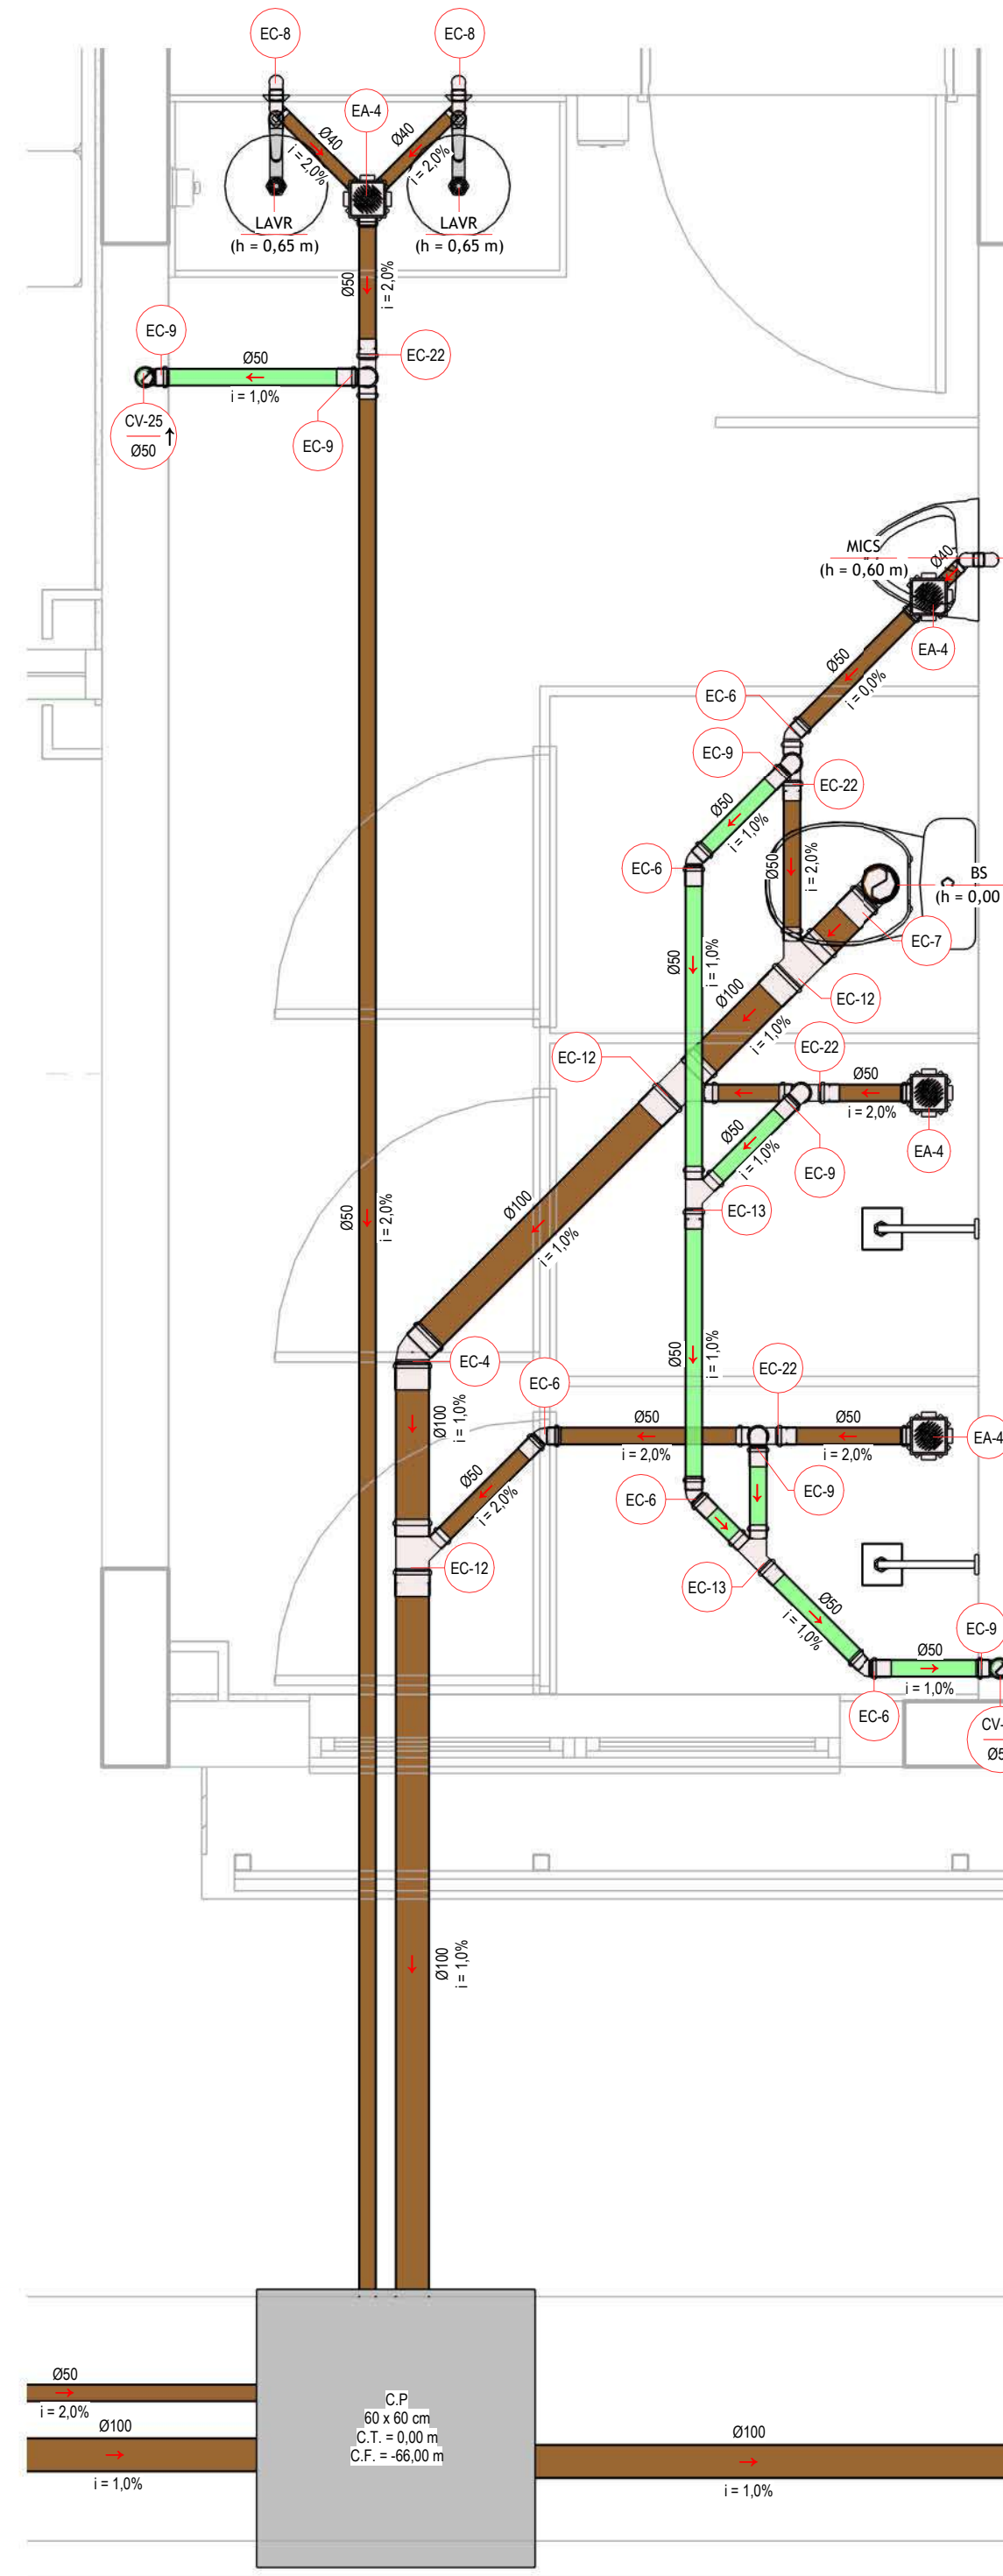 EC-8
EC-8
EA-4
Ø40
i = 2,0%
Ø40
i = 2,0%
LAVR
(h = 0,65 m)
LAVR
(h = 0,65 m)
Ø50
i = 2,0%
EC-9
Ø50
i = 1,0%
EC-22
CV-25
Ø50
EC-9
MICS
(h = 0,60 m)
Ø40
EA-4
Ø50
i = 0,0%
EC-6
EC-9
EC-22
Ø50
i = 1,0%
EC-6
Ø50
i = 2,0%
BS
(h = 0,00
EC-7
Ø50
i = 1,0%
Ø100
i = 1,0%
EC-12
EC-12
EC-22
Ø50
i = 2,0%
EA-4
Ø50
i = 1,0%
EC-9
EC-13
Ø50
i = 2,0%
Ø100
i = 1,0%
Ø50
i = 1,0%
EC-4
EC-6
EC-22
Ø100
i = 1,0%
Ø50
i = 2,0%
Ø50
i = 2,0%
EA-4
Ø50
i = 2,0%
EC-6
EC-9
EC-12
EC-13
Ø50
i = 1,0%
EC-9
Ø50
i = 1,0%
EC-6
CV-
Ø5
Ø100
i = 1,0%
Ø50
i = 2,0%
Ø100
i = 1,0%
C.P
60 x 60 cm
C.T. = 0,00 m
C.F. = -66,00 m
Ø100
i = 1,0%